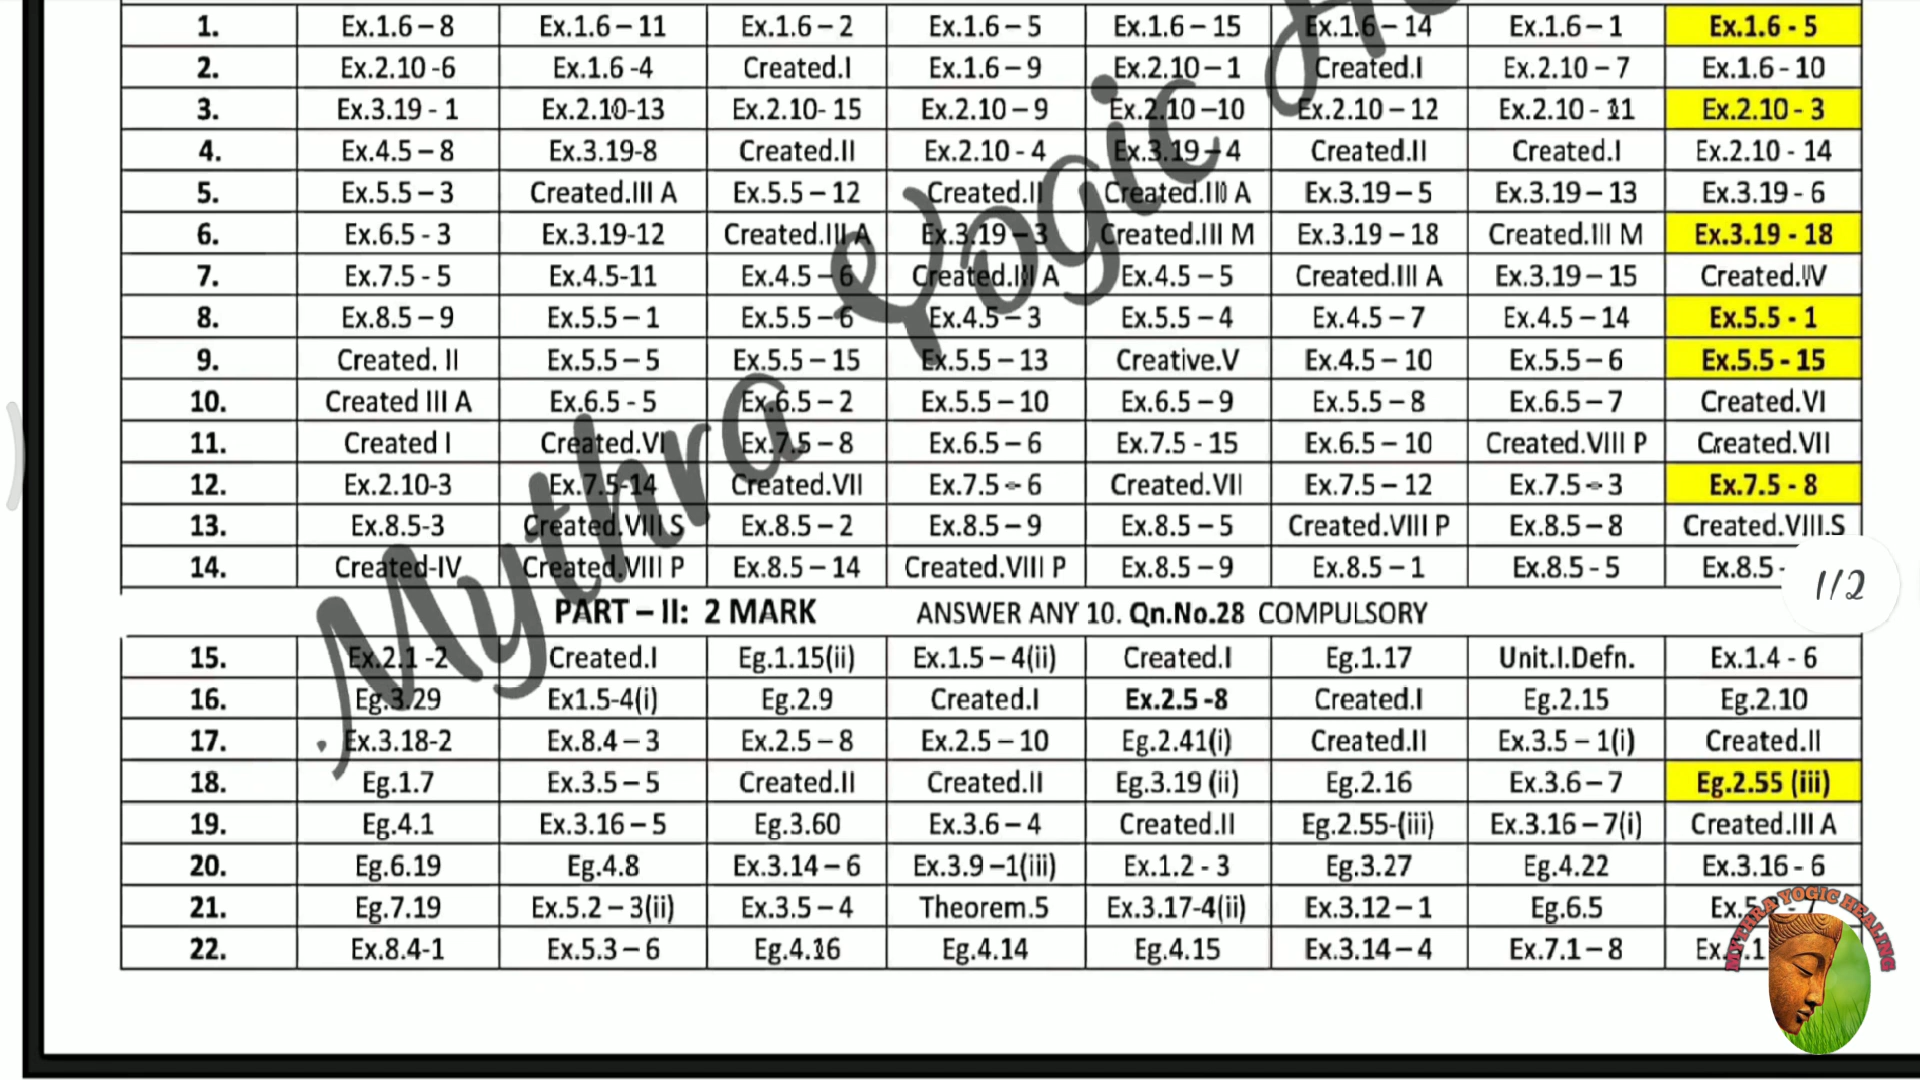 1. Ex.1.6 – 8 Ex.1.6 – 11 Ex.1.6 – 2 Ex.1.6 – 5 Ex.1.6 – 15 Ex.1.6 – 14 Ex.1.6 – 1 Ex.1.6 - 5
2. Ex.2.10 -6 Ex.1.6 -4 Created.I Ex.1.6 – 9 Ex.2.10 – 1 Created.I Ex.2.10 – 7 Ex.1.6 - 10
3. Ex.3.19 - 1 Ex.2.10-13 Ex.2.10- 15 Ex.2.10 – 9 Ex.2.10 –10 Ex.2.10 – 12 Ex.2.10 - 11 Ex.2.10 - 3
4. Ex.4.5 – 8 Ex.3.19-8 Created.II Ex.2.10 - 4 Ex.3.19 – 4 Created.II Created.I Ex.2.10 - 14
5. Ex.5.5 – 3 Created.III A Ex.5.5 – 12 Created.II Created.III A Ex.3.19 – 5 Ex.3.19 – 13 Ex.3.19 - 6
6. Ex.6.5 - 3 Ex.3.19-12 Created.III A Ex.3.19 – 3 Created.III M Ex.3.19 – 18 Created.III M Ex.3.19 - 18
7. Ex.7.5 - 5 Ex.4.5-11 Ex.4.5 – 6 Created.III A Ex.4.5 – 5 Created.III A Ex.3.19 – 15 Created.IV
8. Ex.8.5 – 9 Ex.5.5 – 1 Ex.5.5 – 6 Ex.4.5 – 3 Ex.5.5 – 4 Ex.4.5 – 7 Ex.4.5 – 14 Ex.5.5 - 1
9. Created. II Ex.5.5 – 5 Ex.5.5 – 15 Ex.5.5 – 13 Creative.V Ex.4.5 – 10 Ex.5.5 – 6 Ex.5.5 - 15
10. Created III A Ex.6.5 - 5 Ex.6.5 – 2 Ex.5.5 – 10 Ex.6.5 – 9 Ex.5.5 – 8 Ex.6.5 – 7 Created.VI
11. Created I Created.VI Ex.7.5 – 8 Ex.6.5 – 6 Ex.7.5 - 15 Ex.6.5 – 10 Created.VIII P Created.VII
12. Ex.2.10-3 Ex.7.5-14 Created.VII Ex.7.5 – 6 Created.VII Ex.7.5 – 12 Ex.7.5 – 3 Ex.7.5 - 8
13. Ex.8.5-3 Created.VIII.S Ex.8.5 – 2 Ex.8.5 – 9 Ex.8.5 – 5 Created.VIII P Ex.8.5 – 8 Created.VIII.S
14. Created-IV Created.VIII P Ex.8.5 – 14 Created.VIII P Ex.8.5 – 9 Ex.8.5 – 1 Ex.8.5 - 5 Ex.8.5 -
1/2
PART – II: 2 MARK ANSWER ANY 10. Qn.No.28 COMPULSORY
15. Ex.2.1 -2 Created.I Eg.1.15(ii) Ex.1.5 – 4(ii) Created.I Eg.1.17 Unit.I.Defn. Ex.1.4 - 6
16. Eg.3.29 Ex1.5-4(i) Eg.2.9 Created.I Ex.2.5 -8 Created.I Eg.2.15 Eg.2.10
17. Ex.3.18-2 Ex.8.4 – 3 Ex.2.5 – 8 Ex.2.5 – 10 Eg.2.41(i) Created.II Ex.3.5 – 1(i) Created.II
18. Eg.1.7 Ex.3.5 – 5 Created.II Created.II Eg.3.19 (ii) Eg.2.16 Ex.3.6 – 7 Eg.2.55 (iii)
19. Eg.4.1 Ex.3.16 – 5 Eg.3.60 Ex.3.6 – 4 Created.II Eg.2.55-(iii) Ex.3.16 – 7(i) Created.III A
20. Eg.6.19 Eg.4.8 Ex.3.14 – 6 Ex.3.9 –1(iii) Ex.1.2 - 3 Eg.3.27 Eg.4.22 Ex.3.16 - 6
21. Eg.7.19 Ex.5.2 – 3(ii) Ex.3.5 – 4 Theorem.5 Ex.3.17-4(ii) Ex.3.12 – 1 Eg.6.5
22. Ex.8.4-1 Ex.5.3 – 6 Eg.4.16 Eg.4.14 Eg.4.15 Ex.3.14 – 4 Ex.7.1 – 8
Mythra Yogic
MYTHRA YOGIC HEALING